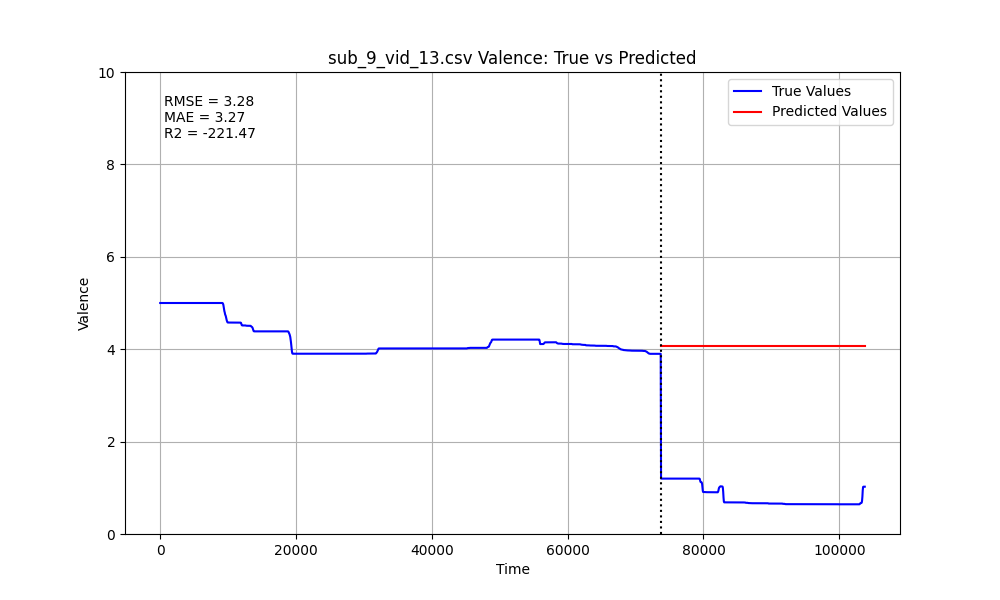 sub_9_vid_13.csv Valence: True vs Predicted
RMSE = 3.28
MAE = 3.27
R2 = -221.47
True Values
Predicted Values
Valence
10
8
6
4
2
0
0 20000 40000 60000 80000 100000
Time